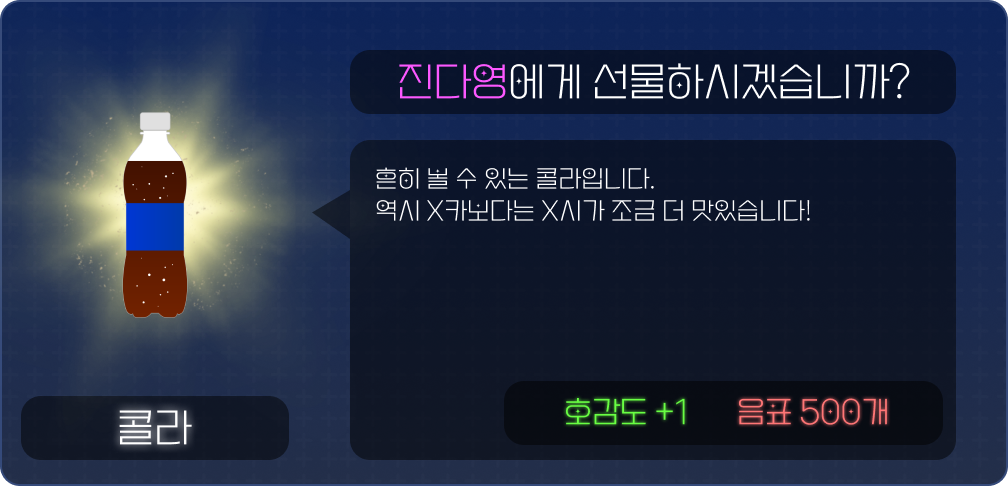 진다영에게 선물하시겠습니까?
흔히 볼 수 있는 콜라입니다.
역시 X카보다는 X시가 조금 더 맛있습니다!
콜라
호감도 +1 음표 500개